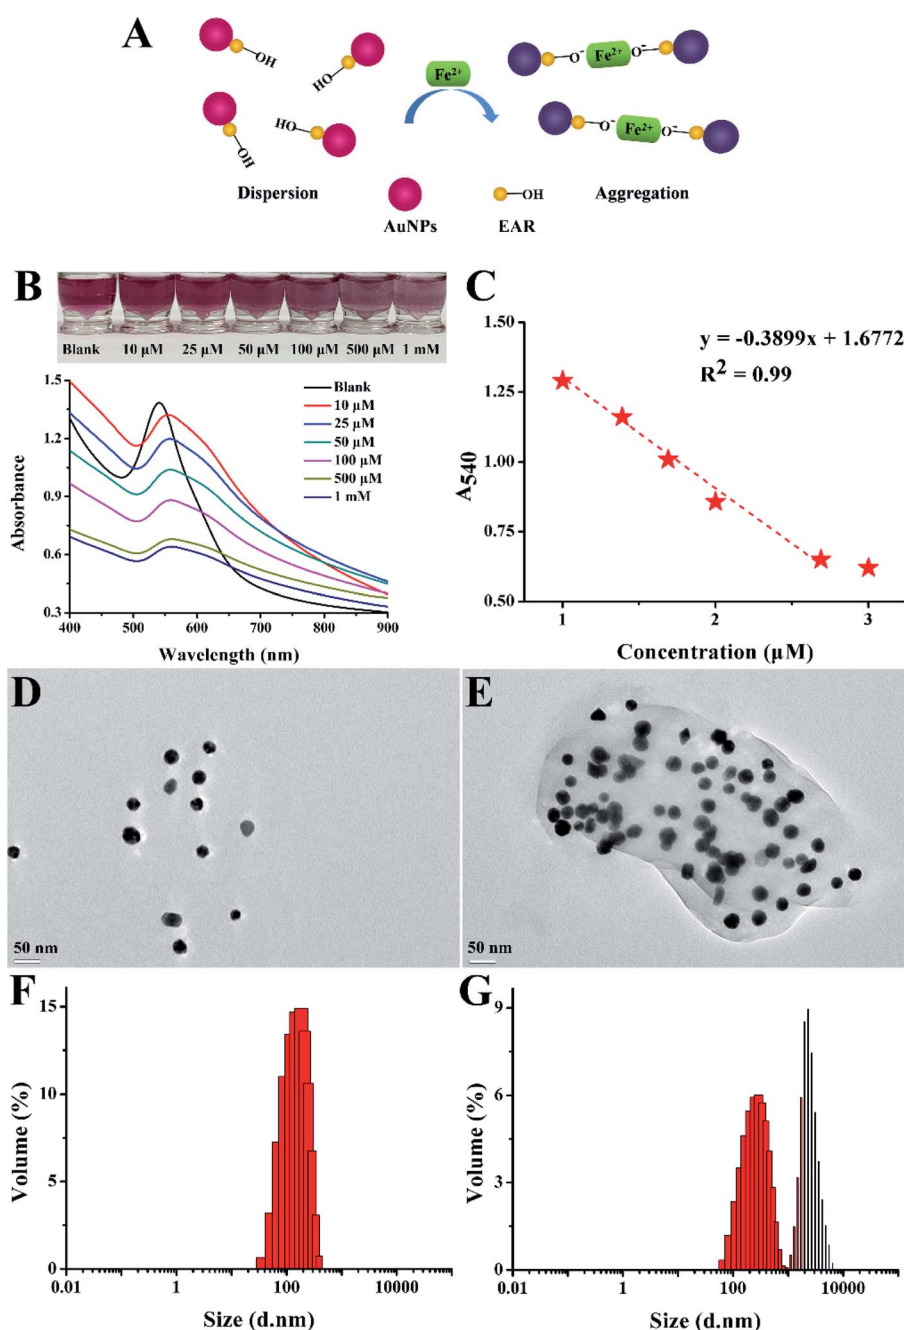 A
OH
HO
Fe²⁺
O⁻ Fe²⁺ O⁻
HO
OH
O⁻ Fe²⁺ O⁻
OH
Dispersion
AuNPs
EAR
Aggregation
B
Blank 10 µM 25 µM 50 µM 100 µM 500 µM 1 mM
Absorbance
1.5
1.2
0.9
0.6
0.3
Blank
10 µM
25 µM
50 µM
100 µM
500 µM
1 mM
400 500 600 700 800 900
Wavelength (nm)
C
y = -0.3899x + 1.6772
R² = 0.99
A₅₄₀
1.50
1.25
1.00
0.75
0.50
1 2 3
Concentration (µM)
D
50 nm
E
50 nm
F
Volume (%)
15
10
5
0
0.01 1 100 10000
Size (d.nm)
G
Volume (%)
9
6
3
0
0.01 1 100 10000
Size (d.nm)